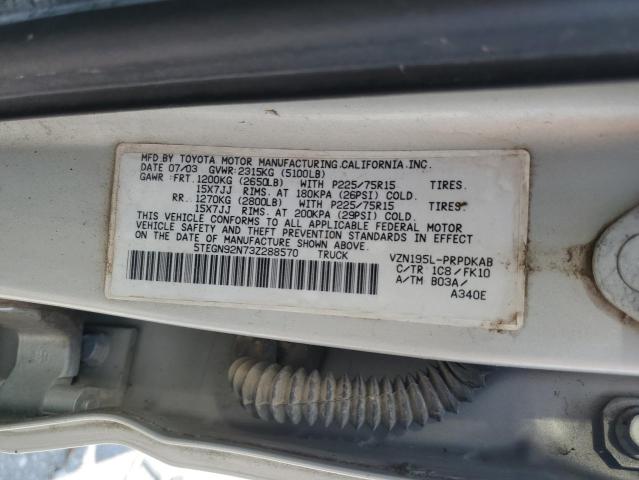 MFD.BY TOYOTA MOTOR MANUFACTURING.CALIFORNIA.INC.
DATE 07/03 GVWR:2315KG (5100LB)
GAWR: FRT. 1200KG (2650LB) WITH P225/75R15 TIRES.
15X7JJ RIMS. AT 180KPA (26PSI) COLD.
RR. 1270KG (2800LB) WITH P225/75R15 TIRES.
15X7JJ RIMS. AT 200KPA (29PSI) COLD.
THIS VEHICLE CONFORMS TO ALL APPLICABLE FEDERAL MOTOR
VEHICLE SAFETY AND THEFT PREVENTION STANDARDS IN EFFECT
ON THE DATE OF MANUFACTURE SHOWN ABOVE.
5TEGN92N73Z288570 TRUCK
VZN195L-PRPDKAB
C/TR 1C8/FK10
A/TM B03A/
A340E